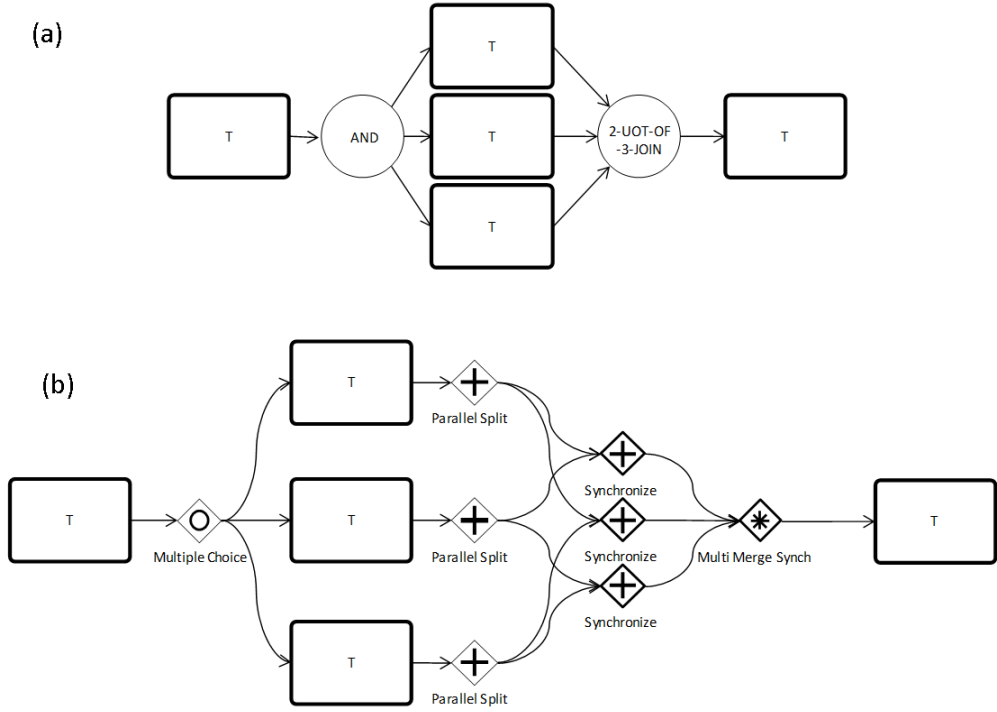 (a)
T
T
AND
T
T
2-UOT-OF
-3-JOIN
T
(b)
T
Parallel Split
Synchronize
T
Multiple Choice
T
Parallel Split
Synchronize
Multi Merge Synch
T
Synchronize
T
Parallel Split